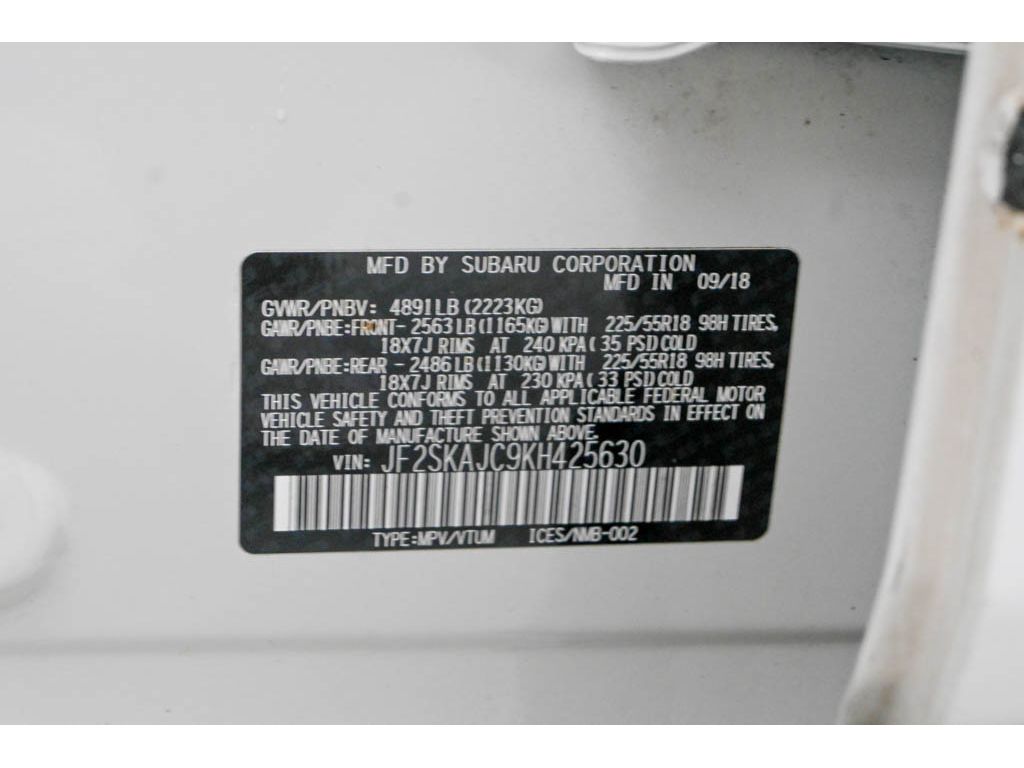 MFD BY SUBARU CORPORATION
MFD IN 09/18
GVWR/PNBV: 4891LB(2223KG)
GAWR/PNBE:FRONT-2563LB(1165KG)WITH 225/55R18 98H TIRES,
18X7J RIMS AT 240 KPA(35 PSI)COLD
GAWR/PNBE:REAR -2486LB(1130KG)WITH 225/55R18 98H TIRES,
18X7J RIMS AT 230 KPA(33 PSI)COLD
THIS VEHICLE CONFORMS TO ALL APPLICABLE FEDERAL MOTOR
VEHICLE SAFETY AND THEFT PREVENTION STANDARDS IN EFFECT ON
THE DATE OF MANUFACTURE SHOWN ABOVE.
VIN: JF2SKAJC9KH425630
TYPE:MPV/VTUM ICES/NMB-002